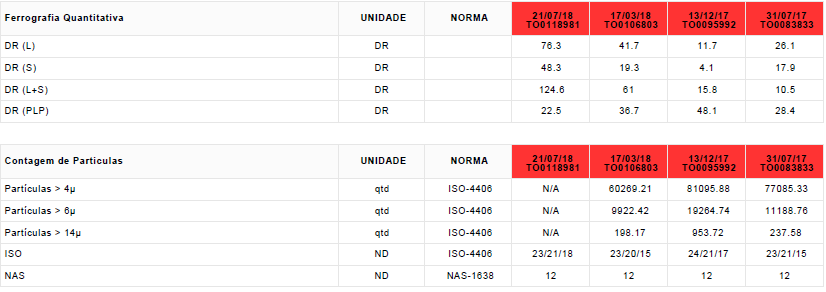 Ferrografia Quantitativa UNIDADE NORMA 21/07/18 TO0118981 17/03/18 TO0106803 13/12/17 TO0095992 31/07/17 TO0083833
DR (L) DR 76.3 41.7 11.7 26.1
DR (S) DR 48.3 19.3 4.1 17.9
DR (L+S) DR 124.6 61 15.8 10.5
DR (PLP) DR 22.5 36.7 48.1 28.4
Contagem de Partículas UNIDADE NORMA 21/07/18 TO0118981 17/03/18 TO0106803 13/12/17 TO0095992 31/07/17 TO0083833
Partículas > 4µ qtd ISO-4406 N/A 60269.21 81095.88 77085.33
Partículas > 6µ qtd ISO-4406 N/A 9922.42 19264.74 11188.76
Partículas > 14µ qtd ISO-4406 N/A 198.17 953.72 237.58
ISO ND ISO-4406 23/21/18 23/20/15 24/21/17 23/21/15
NAS ND NAS-1638 12 12 12 12